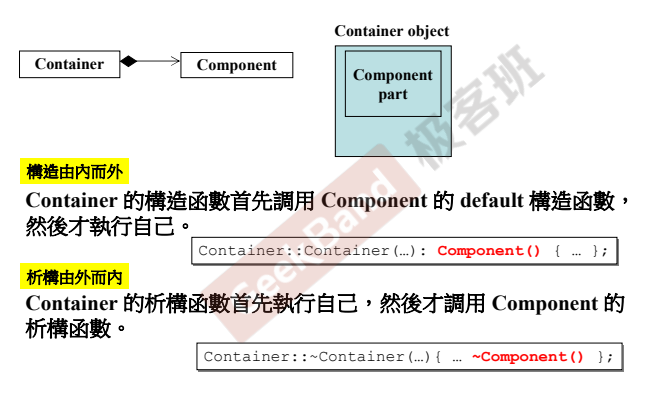 Container object
Container
Component
Component
part
構造由內而外
Container 的構造函數首先調用 Component 的 default 構造函數，
然後才執行自己。
Container::Container(…): Component() { … };
析構由外而內
Container 的析構函數首先執行自己，然後才調用 Component 的
析構函數。
Container::~Container(…){ … ~Component() };
SeekBand 极客班